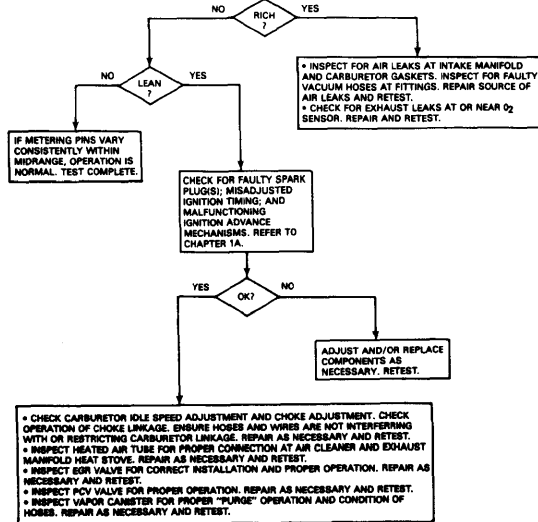 NO
RICH
?
YES
• INSPECT FOR AIR LEAKS AT INTAKE MANIFOLD
AND CARBURETOR GASKETS. INSPECT FOR FAULTY
VACUUM HOSES AT FITTINGS. REPAIR SOURCE OF
AIR LEAKS AND RETEST.
• CHECK FOR EXHAUST LEAKS AT OR NEAR 02
SENSOR. REPAIR AND RETEST.
NO
LEAN
?
YES
IF METERING PINS VARY
CONSISTENTLY WITHIN
MIDRANGE, OPERATION IS
NORMAL. TEST COMPLETE.
CHECK FOR FAULTY SPARK
PLUG(S); MISADJUSTED
IGNITION TIMING; AND
MALFUNCTIONING
IGNITION ADVANCE
MECHANISMS. REFER TO
CHAPTER 1A.
YES
OK?
NO
ADJUST AND/OR REPLACE
COMPONENTS AS
NECESSARY. RETEST.
• CHECK CARBURETOR IDLE SPEED ADJUSTMENT AND CHOKE ADJUSTMENT. CHECK
OPERATION OF CHOKE LINKAGE. ENSURE HOSES AND WIRES ARE NOT INTERFERING
WITH OR RESTRICTING CARBURETOR LINKAGE. REPAIR AS NECESSARY AND RETEST.
• INSPECT HEATED AIR TUBE FOR PROPER CONNECTION AT AIR CLEANER AND EXHAUST
MANIFOLD HEAT STOVE. REPAIR AS NECESSARY AND RETEST.
• INSPECT EGR VALVE FOR CORRECT INSTALLATION AND PROPER OPERATION. REPAIR AS
NECESSARY AND RETEST.
• INSPECT PCV VALVE FOR PROPER OPERATION. REPAIR AS NECESSARY AND RETEST.
• INSPECT VAPOR CANISTER FOR PROPER "PURGE" OPERATION AND CONDITION OF
HOSES. REPAIR AS NECESSARY AND RETEST.